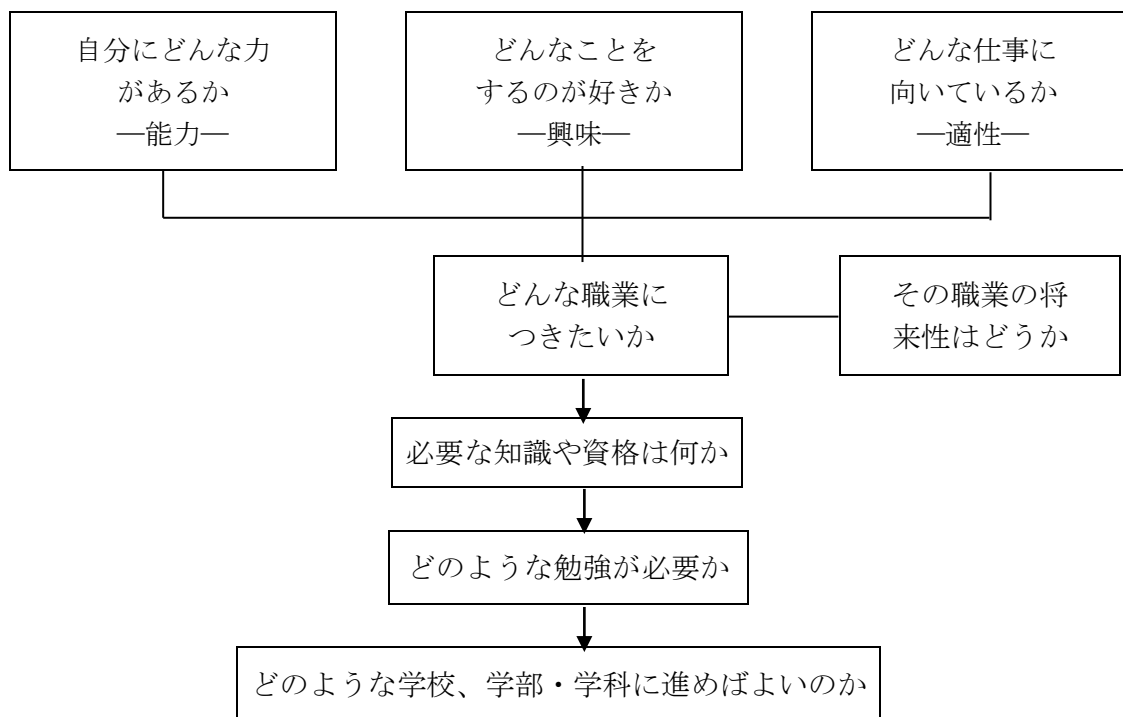 自分にどんな力
があるか
―能力―
どんなことを
するのが好きか
―興味―
どんな仕事に
向いているか
―適性―
どんな職業に
つきたいか
その職業の将
来性はどうか
必要な知識や資格は何か
どのような勉強が必要か
どのような学校、学部・学科に進めばよいのか